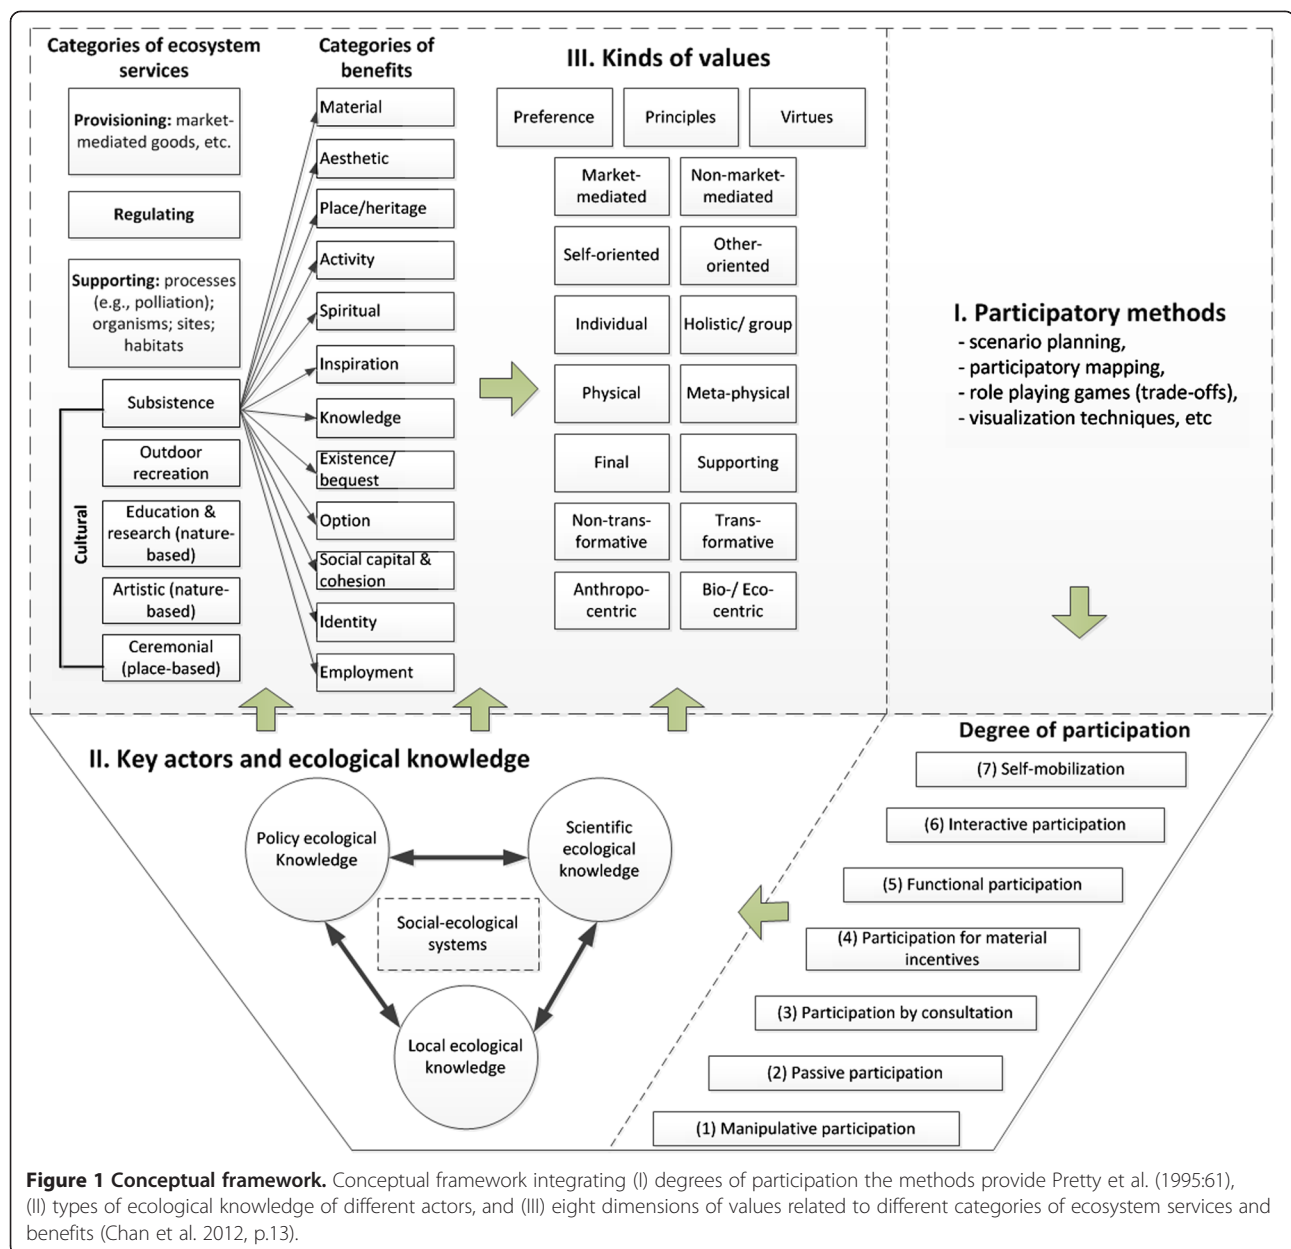 Categories of ecosystem
services
Provisioning: market-
mediated goods, etc.
Regulating
Supporting: processes
(e.g., polliation);
organisms; sites;
habitats
Cultural
Subsistence
Outdoor
recreation
Education &
research (nature-
based)
Artistic (nature-
based)
Ceremonial
(place-based)
Categories of
benefits
Material
Aesthetic
Place/heritage
Activity
Spiritual
Inspiration
Knowledge
Existence/
bequest
Option
Social capital &
cohesion
Identity
Employment
III. Kinds of values
Preference
Principles
Virtues
Market-
mediated
Non-market-
mediated
Self-oriented
Other-
oriented
Individual
Holistic/ group
Physical
Meta-physical
Final
Supporting
Non-trans-
formative
Trans-
formative
Anthropo-
centric
Bio-/ Eco-
centric
I. Participatory methods
- scenario planning,
- participatory mapping,
- role playing games (trade-offs),
- visualization techniques, etc
II. Key actors and ecological knowledge
Policy ecological
Knowledge
Scientific
ecological
knowledge
Social-ecological
systems
Local ecological
knowledge
Degree of participation
(7) Self-mobilization
(6) Interactive participation
(5) Functional participation
(4) Participation for material
incentives
(3) Participation by consultation
(2) Passive participation
(1) Manipulative participation
Figure 1 Conceptual framework. Conceptual framework integrating (I) degrees of participation the methods provide Pretty et al. (1995:61),
(II) types of ecological knowledge of different actors, and (III) eight dimensions of values related to different categories of ecosystem services and
benefits (Chan et al. 2012, p.13).